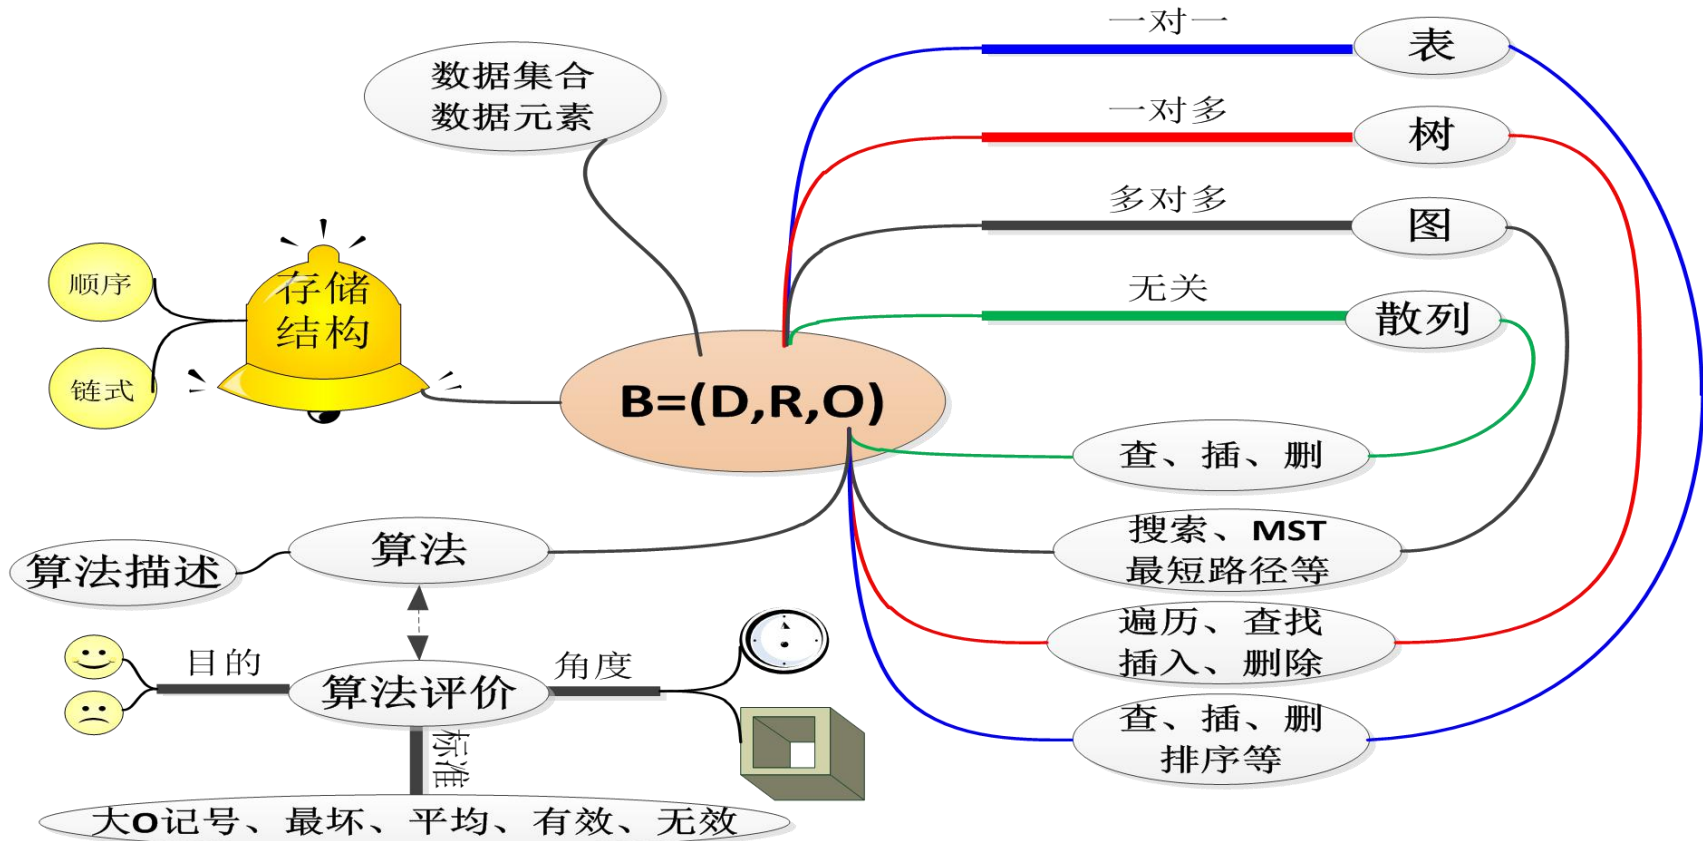 一对一
表
数据集合
数据元素
一对多
树
多对多
图
无关
散列
顺序
存储
结构
链式
B=(D,R,O)
查、插、删
搜索、MST
最短路径等
算法
算法描述
遍历、查找
插入、删除
目的
角度
算法评价
查、插、删
排序等
标准
大O记号、最坏、平均、有效、无效